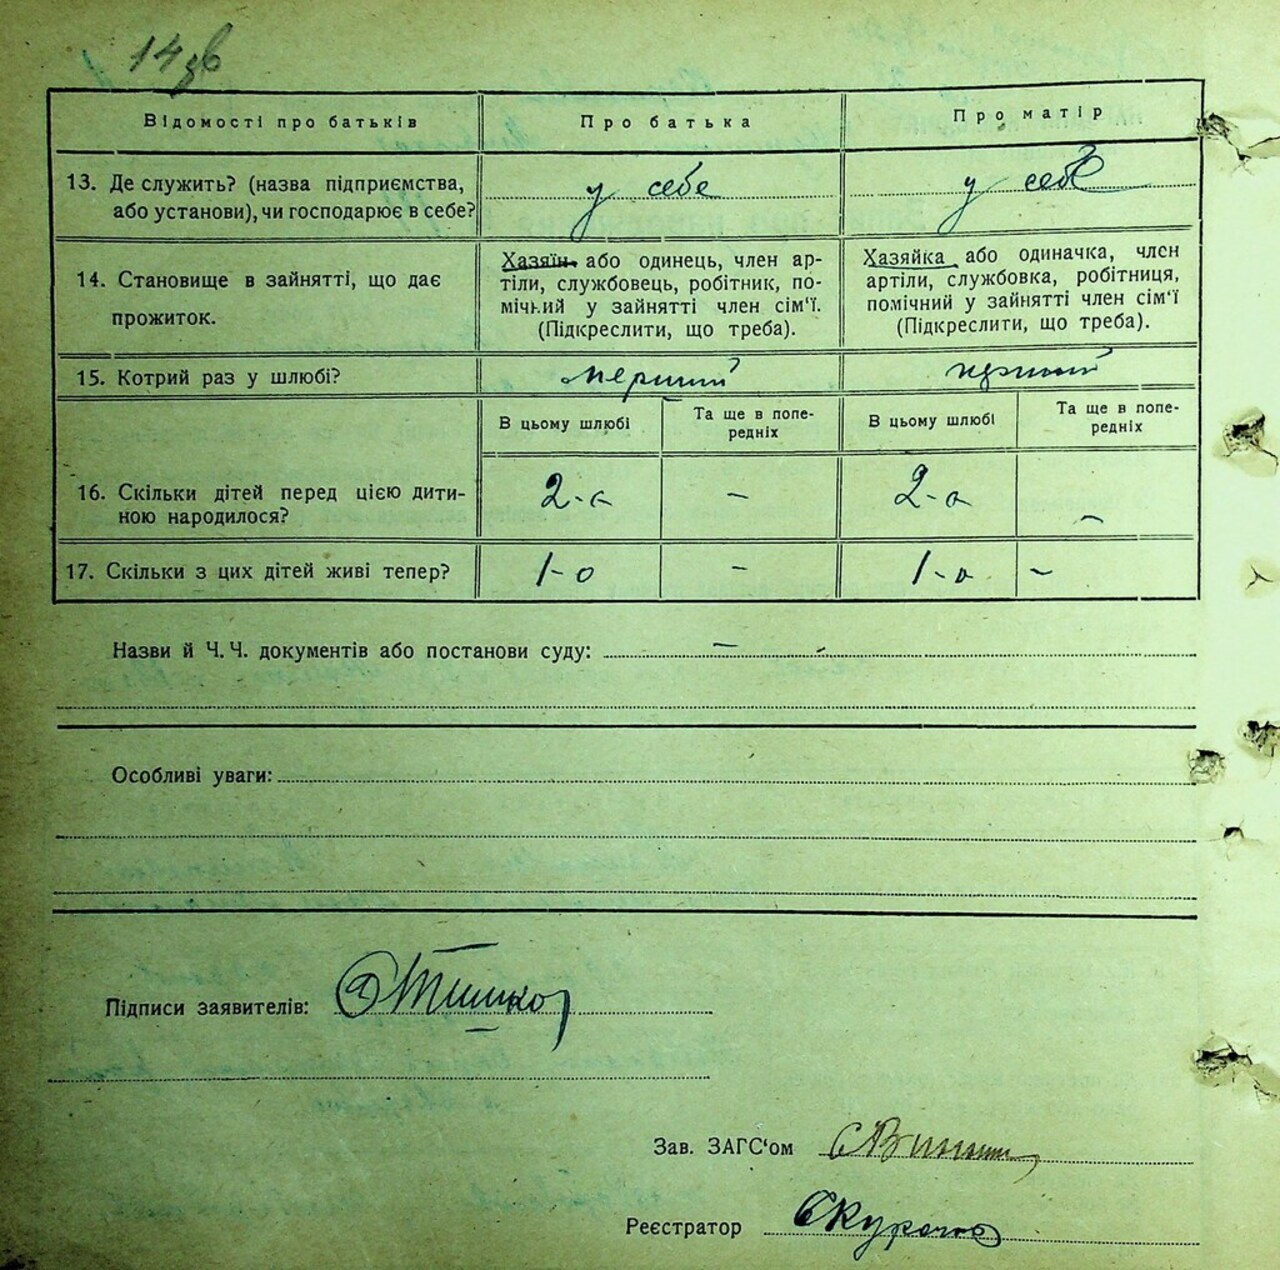 14зв
Відомості про батьків
Про батька
Про матір
13. Де служить? (назва підприємства,
або установи), чи господарює в себе?
у себе
у себе
14. Становище в зайнятті, що дає
прожиток.
Хазяїн або одинець, член ар-
тіли, службовець, робітник, по-
мічний у зайнятті член сім'ї.
(Підкреслити, що треба).
Хазяйка або одиначка, член
артіли, службовка, робітниця,
помічний у зайнятті член сім'ї
(Підкреслити, що треба).
15. Котрий раз у шлюбі?
перший
перший
В цьому шлюбі
Та ще в попе-
редніх
В цьому шлюбі
Та ще в попе-
редніх
16. Скільки дітей перед цією дити-
ною народилося?
2-а
–
2-а
–
17. Скільки з цих дітей живі тепер?
1-о
–
1-о
–
Назви й Ч. Ч. документів або постанови суду: –
Особливі уваги:
Підписи заявителів:
Зав. ЗАГС'ом
Реєстратор